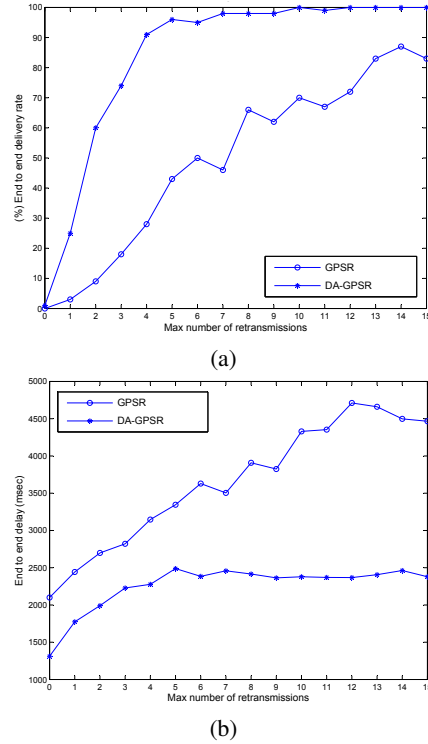 100
90
80
70
60
50
40
30
20
10
0
(%) End to end delivery rate
GPSR
DA-GPSR
0 1 2 3 4 5 6 7 8 9 10 11 12 13 14 15
Max number of retransmissions
(a)
5000
4500
4000
3500
3000
2500
2000
1500
1000
End to end delay (msec)
GPSR
DA-GPSR
0 1 2 3 4 5 6 7 8 9 10 11 12 13 14 15
Max number of retransmissions
(b)